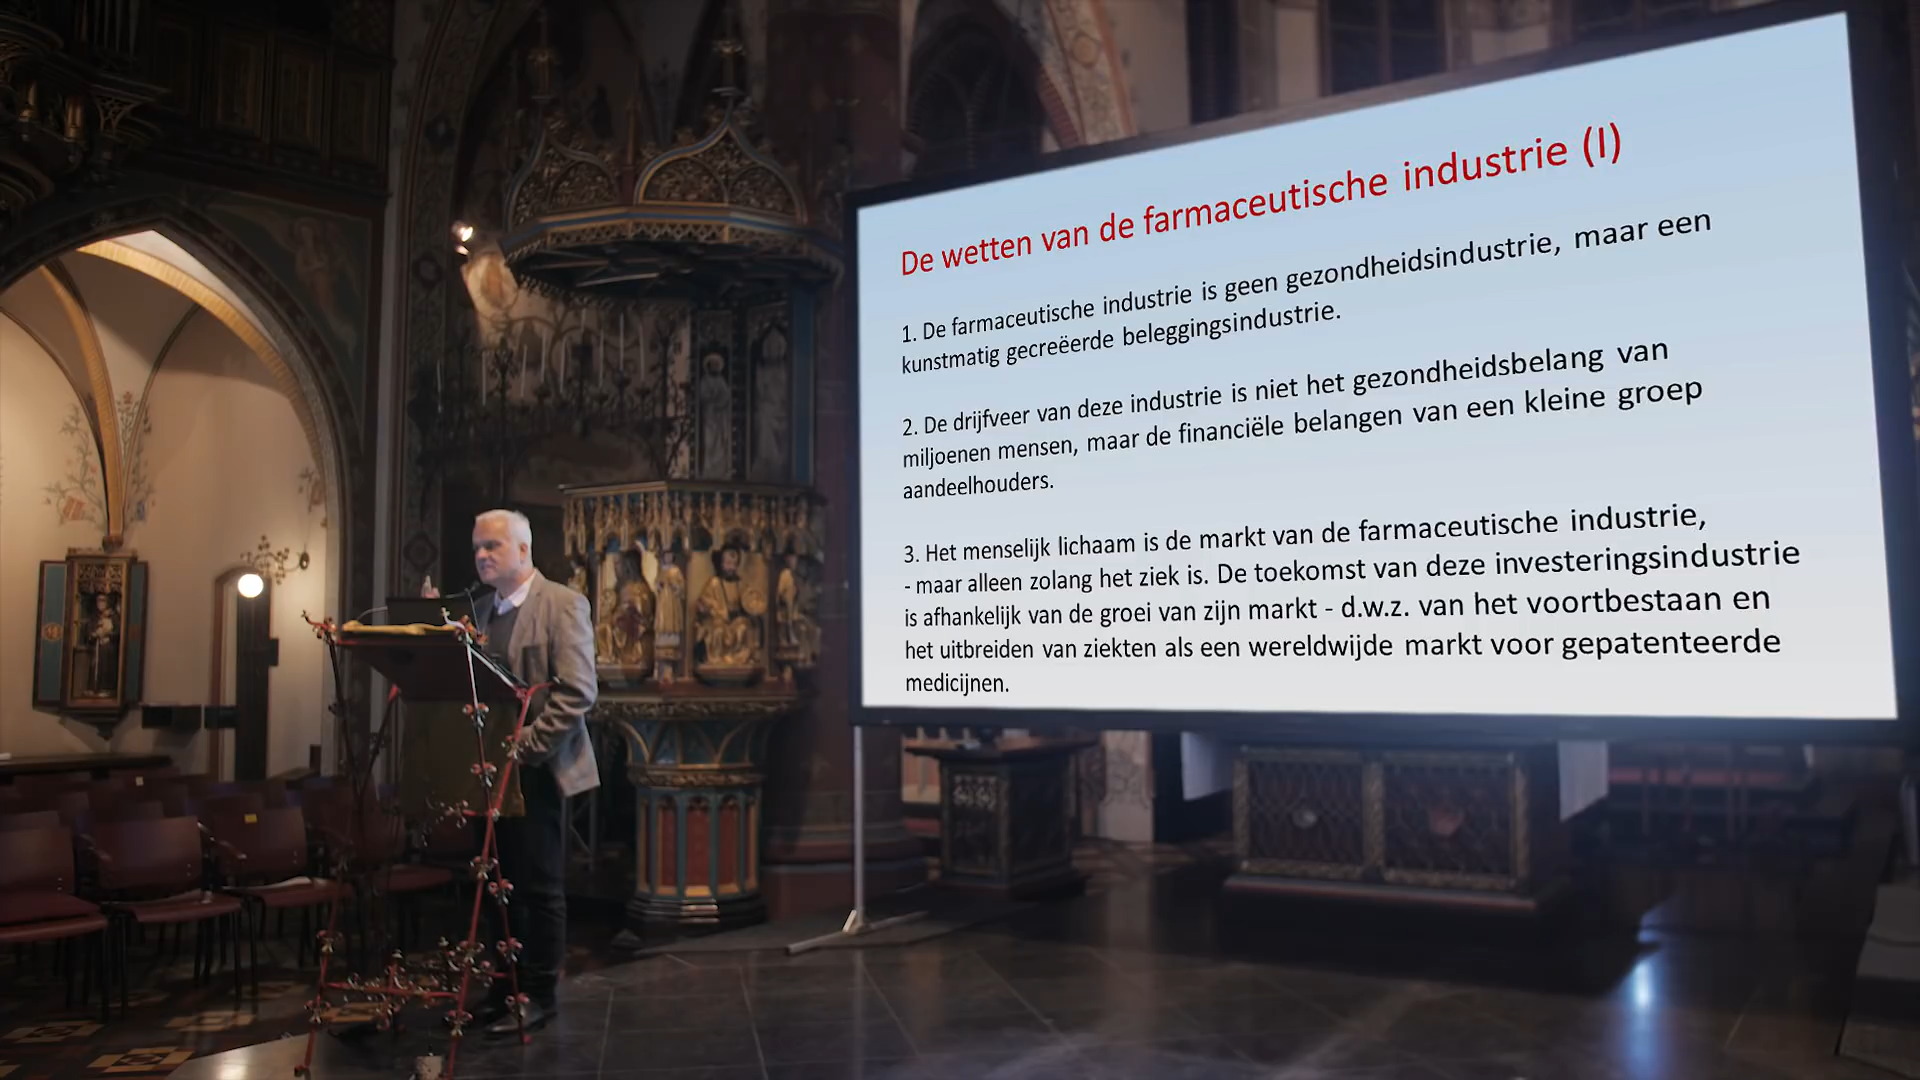 De wetten van de farmaceutische industrie (I)
1. De farmaceutische industrie is geen gezondheidsindustrie, maar een
kunstmatig gecreëerde beleggingsindustrie.
2. De drijfveer van deze industrie is niet het gezondheidsbelang van
miljoenen mensen, maar de financiële belangen van een kleine groep
aandeelhouders.
3. Het menselijk lichaam is de markt van de farmaceutische industrie,
- maar alleen zolang het ziek is. De toekomst van deze investeringsindustrie
is afhankelijk van de groei van zijn markt - d.w.z. van het voortbestaan en
het uitbreiden van ziekten als een wereldwijde markt voor gepatenteerde
medicijnen.